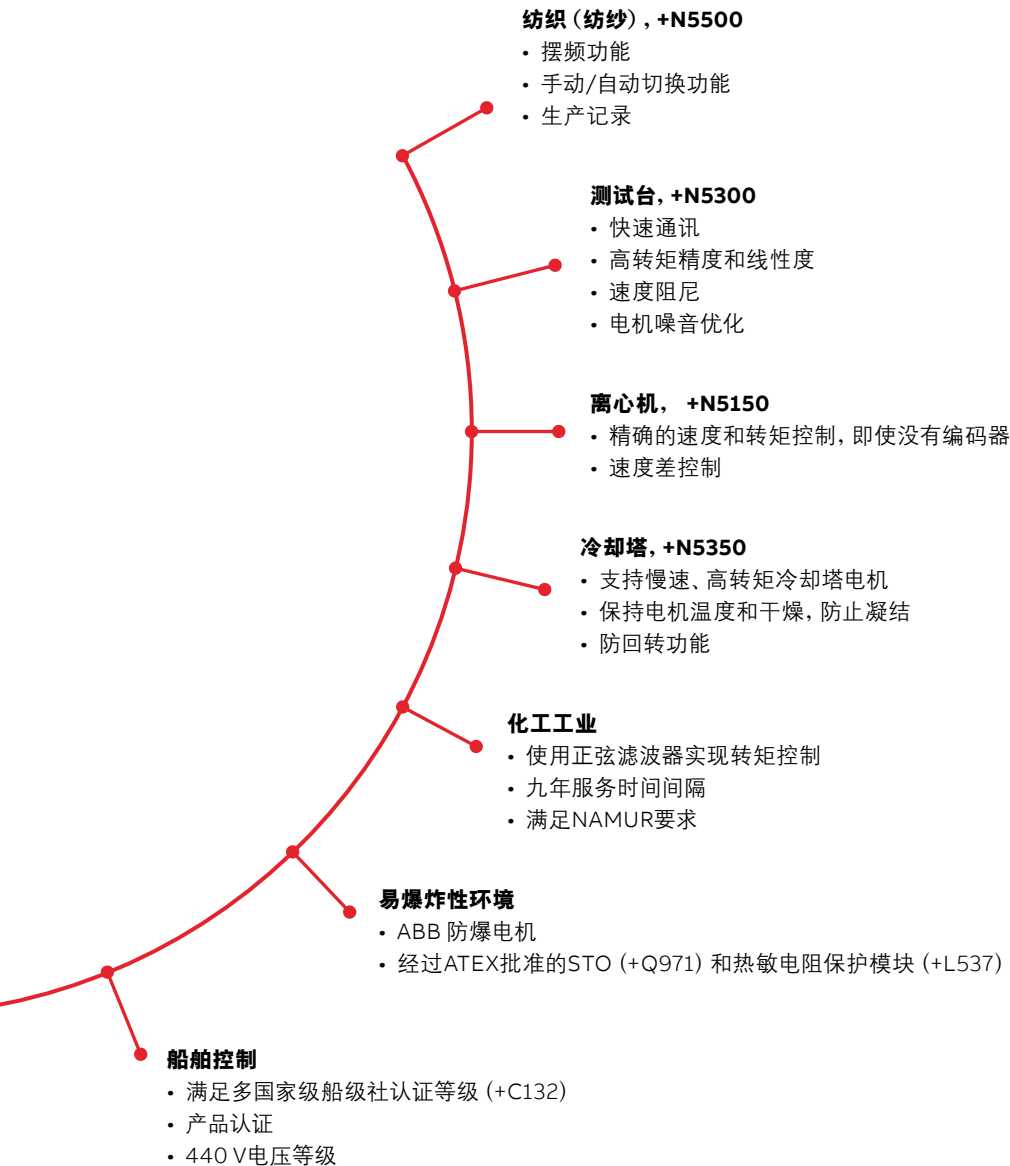 纺织（纺纱）, +N5500
• 摆频功能
• 手动/自动切换功能
• 生产记录
测试台, +N5300
• 快速通讯
• 高转矩精度和线性度
• 速度阻尼
• 电机噪音优化
离心机， +N5150
• 精确的速度和转矩控制，即使没有编码器
• 速度差控制
冷却塔, +N5350
• 支持慢速、高转矩冷却塔电机
• 保持电机温度和干燥，防止凝结
• 防回转功能
化工工业
• 使用正弦滤波器实现转矩控制
• 九年服务时间间隔
• 满足NAMUR要求
易爆炸性环境
• ABB 防爆电机
• 经过ATEX批准的STO (+Q971) 和热敏电阻保护模块 (+L537)
船舶控制
• 满足多国家级船级社认证等级 (+C132)
• 产品认证
• 440 V电压等级